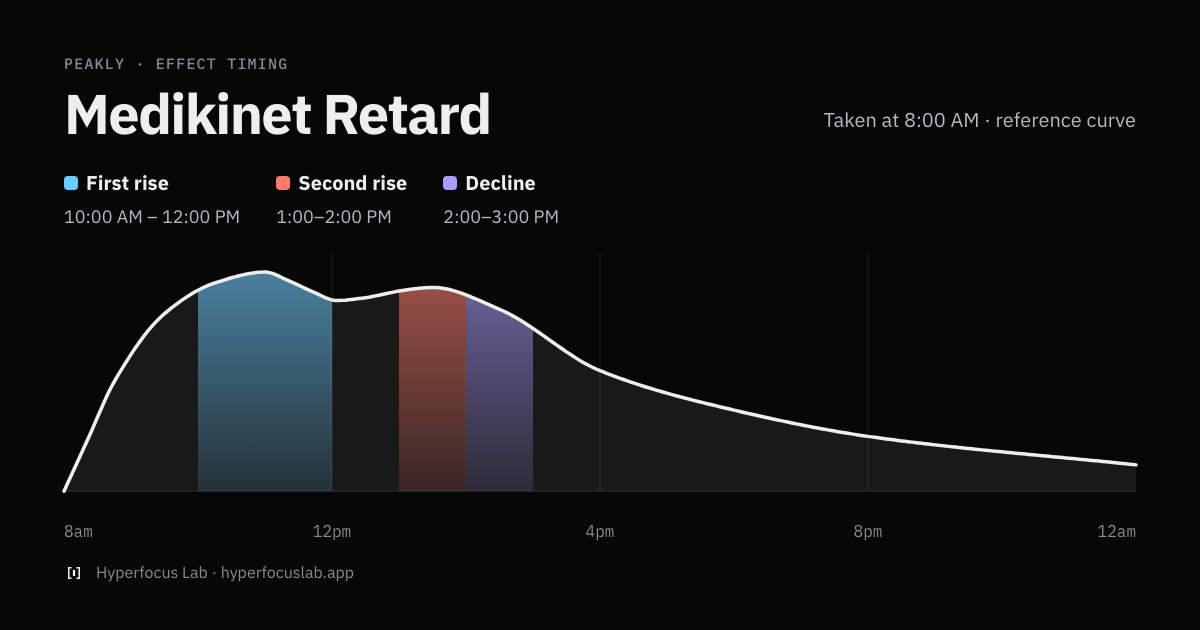 PEAKLY · EFFECT TIMING
Medikinet Retard
Taken at 8:00 AM · reference curve
First rise
Second rise
Decline
10:00 AM – 12:00 PM
1:00–2:00 PM
2:00–3:00 PM
8am
12pm
4pm
8pm
12am
Hyperfocus Lab · hyperfocuslab.app